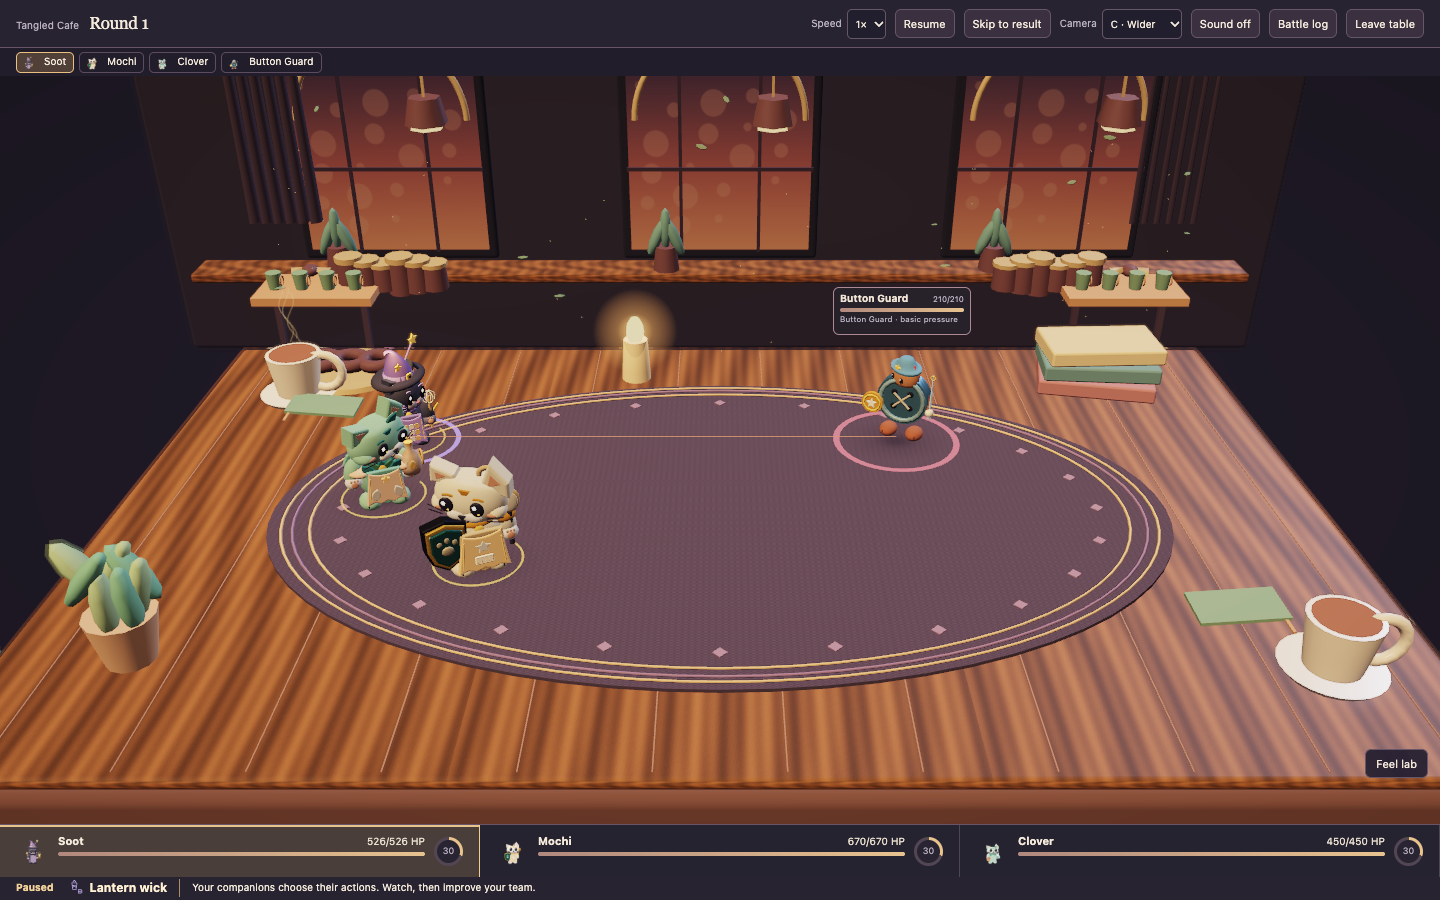 Tangled Cafe Round 1
Speed 1x Resume Skip to result Camera C · Wider Sound off Battle log Leave table
Soot Mochi Clover Button Guard
Button Guard 210/210
Button Guard · basic pressure
Feel lab
Soot 526/526 HP 30
Mochi 670/670 HP 30
Clover 450/450 HP 30
Paused Lantern wick Your companions choose their actions. Watch, then improve your team.